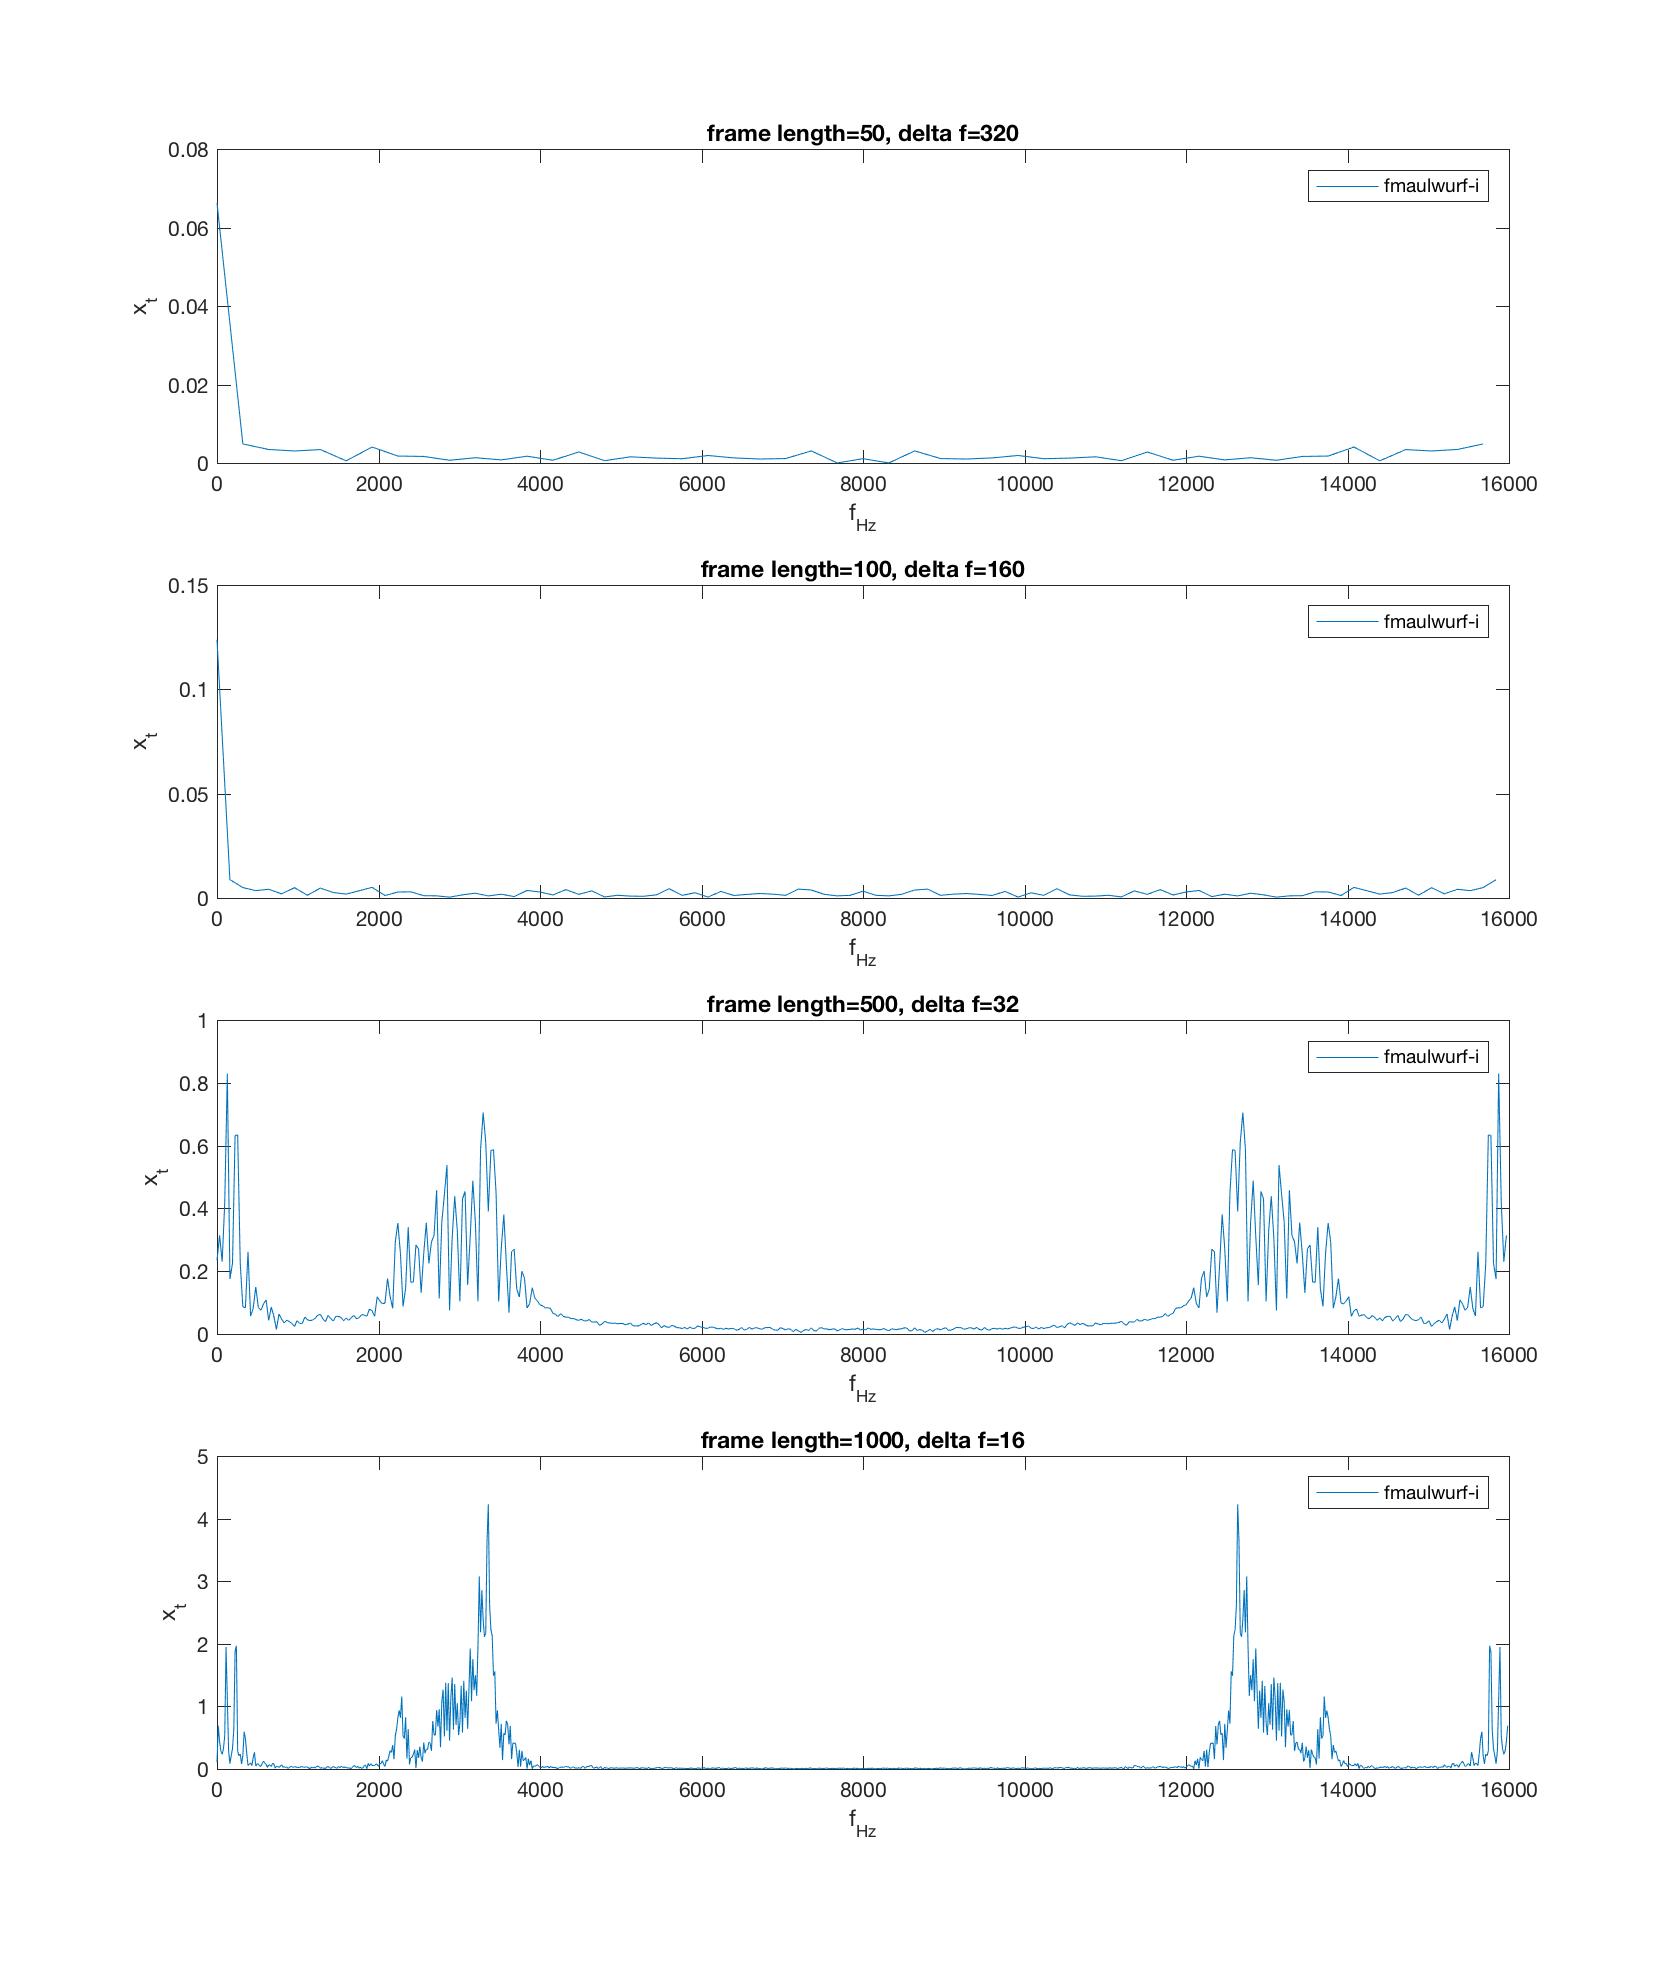 frame length=50, delta f=320
0.08
0.06
0.04
0.02
0
x_t
fmaulwurf-i
0 2000 4000 6000 8000 10000 12000 14000 16000
f_Hz
frame length=100, delta f=160
0.15
0.1
0.05
0
x_t
fmaulwurf-i
0 2000 4000 6000 8000 10000 12000 14000 16000
f_Hz
frame length=500, delta f=32
1
0.8
0.6
0.4
0.2
0
x_t
fmaulwurf-i
0 2000 4000 6000 8000 10000 12000 14000 16000
f_Hz
frame length=1000, delta f=16
5
4
3
2
1
0
x_t
fmaulwurf-i
0 2000 4000 6000 8000 10000 12000 14000 16000
f_Hz